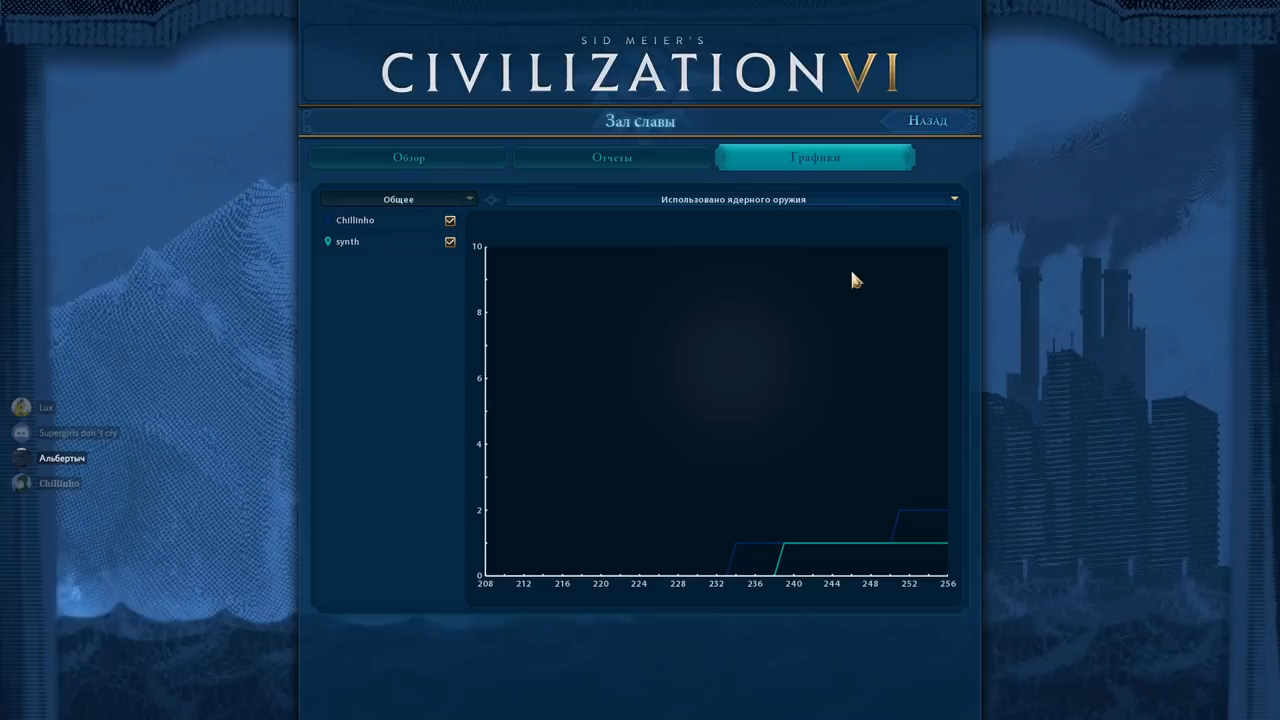 SID MEIER'S
CIVILIZATION VI
Зал славы
Назад
Обзор
Отчеты
Графики
Общее
Использовано ядерного оружия
Chillinho
synth
10
8
6
4
2
0
208 212 216 220 224 228 232 236 240 244 248 252 256
Lux
Supergirls don't cry
Альбертыч
Chillinho